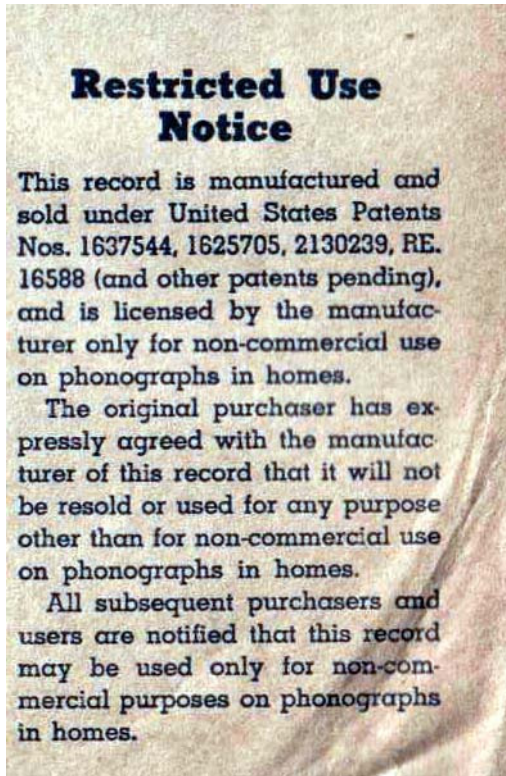 Restricted Use
Notice
This record is manufactured and
sold under United States Patents
Nos. 1637544, 1625705, 2130239, RE.
16588 (and other patents pending),
and is licensed by the manufac-
turer only for non-commercial use
on phonographs in homes.
The original purchaser has ex-
pressly agreed with the manufac
turer of this record that it will not
be resold or used for any purpose
other than for non-commercial use
on phonographs in homes.
All subsequent purchasers and
users are notified that this record
may be used only for non-com-
mercial purposes on phonographs
in homes.